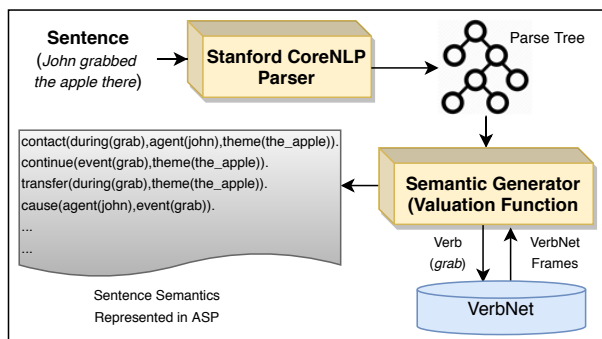 Sentence
(John grabbed
the apple there)
Stanford CoreNLP
Parser
Parse Tree
contact(during(grab),agent(john),theme(the_apple)).
continue(event(grab),theme(the_apple)).
transfer(during(grab),theme(the_apple)).
cause(agent(john),event(grab)).
...
...
Semantic Generator
(Valuation Function
Verb
(grab)
VerbNet
Frames
VerbNet
Sentence Semantics
Represented in ASP